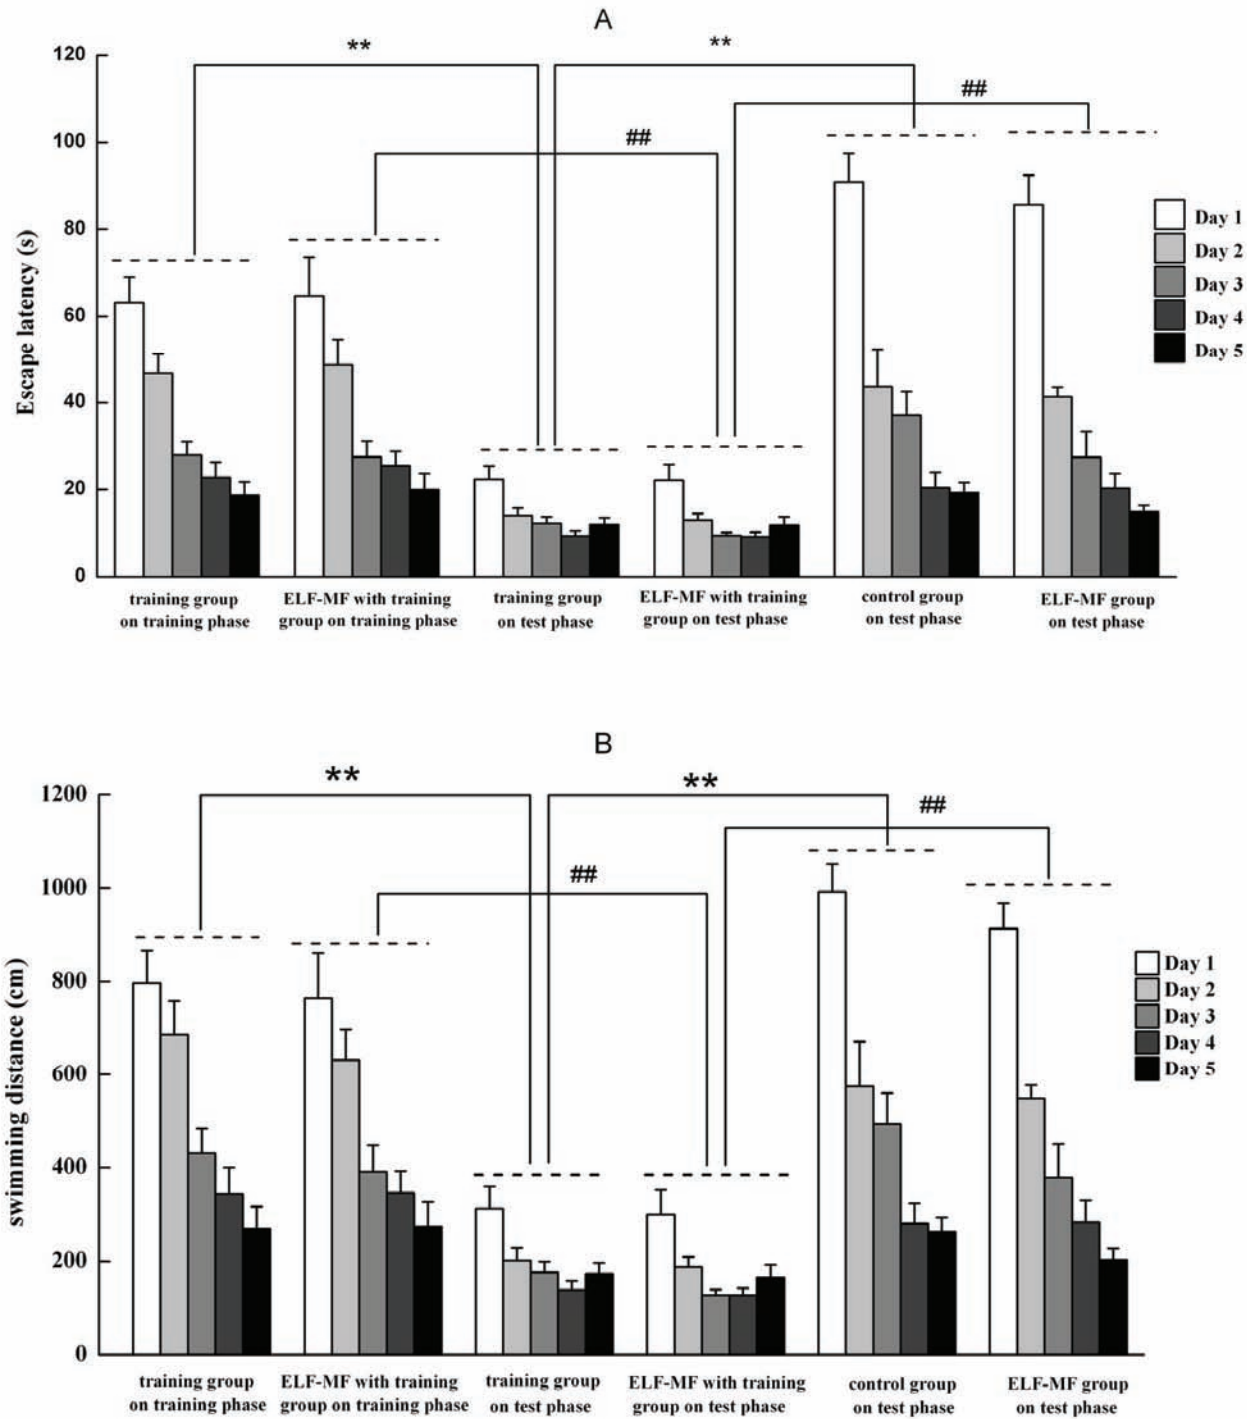 A
**
**
##
##
120
100
80
60
40
20
0
Escape latency (s)
Day 1
Day 2
Day 3
Day 4
Day 5
training group
on training phase
ELF-MF with training
group on training phase
training group
on test phase
ELF-MF with training
group on test phase
control group
on test phase
ELF-MF group
on test phase
B
**
**
##
##
1200
1000
800
600
400
200
0
swimming distance (cm)
Day 1
Day 2
Day 3
Day 4
Day 5
training group
on training phase
ELF-MF with training
group on training phase
training group
on test phase
ELF-MF with training
group on test phase
control group
on test phase
ELF-MF group
on test phase